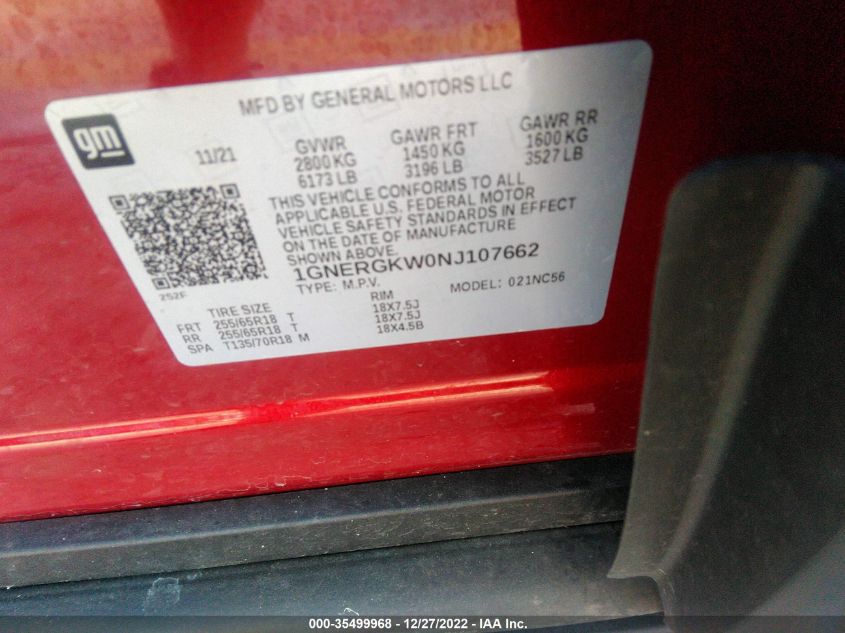 MFD BY GENERAL MOTORS LLC
gm
11/21 GVWR GAWR FRT GAWR RR
2800 KG 1450 KG 1600 KG
6173 LB 3196 LB 3527 LB
THIS VEHICLE CONFORMS TO ALL
APPLICABLE U.S. FEDERAL MOTOR
VEHICLE SAFETY STANDARDS IN EFFECT
ON THE DATE OF MANUFACTURE
SHOWN ABOVE.
1GNERGKW0NJ107662
252F
TYPE: M.P.V. MODEL: 021NC56
TIRE SIZE RIM
FRT 255/65R18 T 18X7.5J
RR 255/65R18 T 18X7.5J
SPA T135/70R18 M 18X4.5B
000-35499968 - 12/27/2022 - IAA Inc.